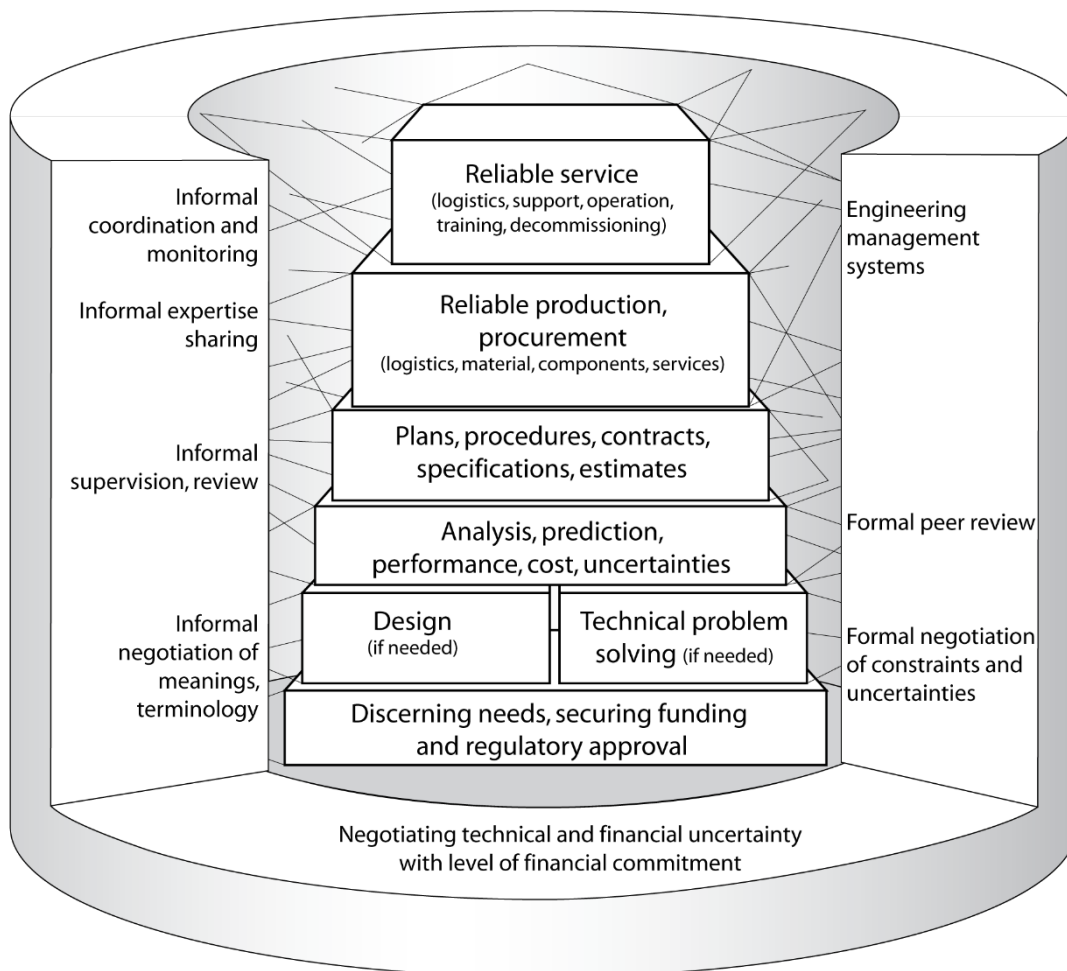 Reliable service
(logistics, support, operation,
training, decommissioning)
Informal
coordination and
monitoring
Engineering
management
systems
Reliable production,
procurement
(logistics, material, components, services)
Informal expertise
sharing
Plans, procedures, contracts,
specifications, estimates
Informal
supervision, review
Analysis, prediction,
performance, cost, uncertainties
Formal peer review
Design
(if needed)
Technical problem
solving (if needed)
Informal
negotiation of
meanings,
terminology
Formal negotiation
of constraints and
uncertainties
Discerning needs, securing funding
and regulatory approval
Negotiating technical and financial uncertainty
with level of financial commitment